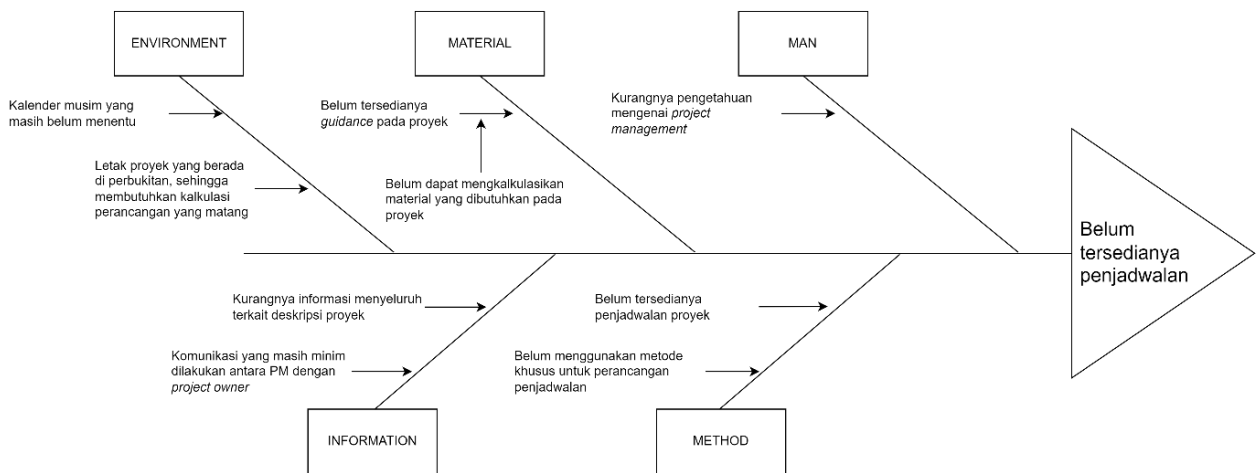 ENVIRONMENT
MATERIAL
MAN
Kalender musim yang
masih belum menentu
Letak proyek yang berada
di perbukitan, sehingga
membutuhkan kalkulasi
perancangan yang matang
Belum tersedianya
guidance pada proyek
Belum dapat mengkalkulasikan
material yang dibutuhkan pada
proyek
Kurangnya pengetahuan
mengenai project
management
Belum
tersedianya
penjadwalan
Kurangnya informasi menyeluruh
terkait deskripsi proyek
Komunikasi yang masih minim
dilakukan antara PM dengan
project owner
Belum tersedianya
penjadwalan proyek
Belum menggunakan metode
khusus untuk perancangan
penjadwalan
INFORMATION
METHOD